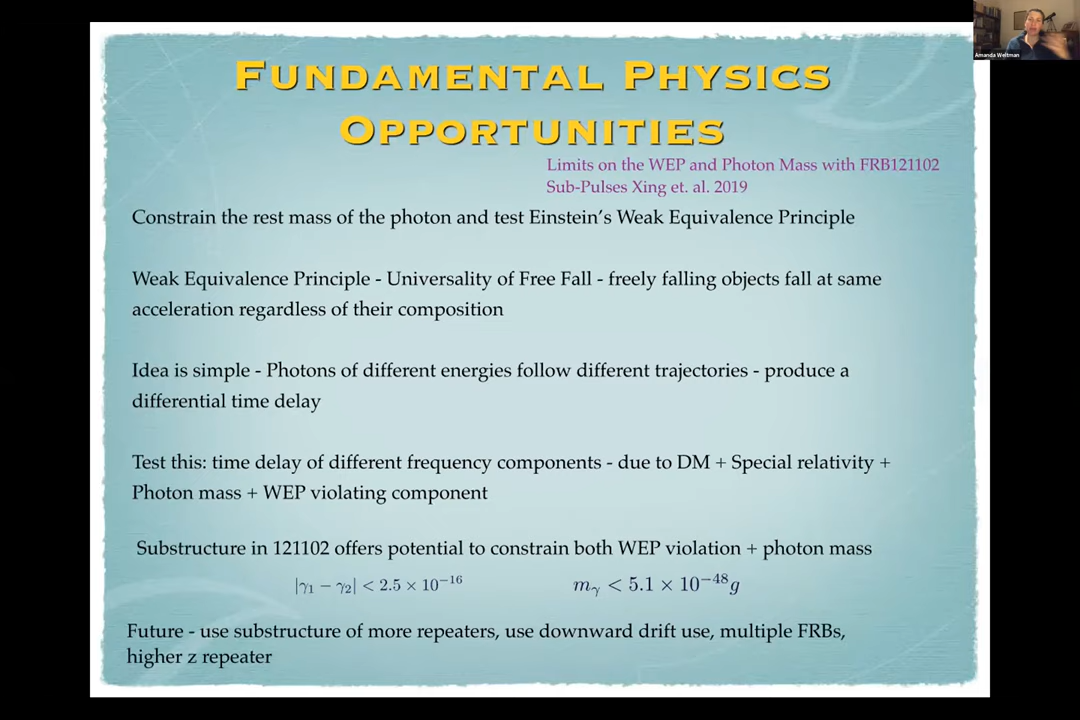 Amanda Weltman
FUNDAMENTAL PHYSICS
OPPORTUNITIES
Limits on the WEP and Photon Mass with FRB121102
Sub-Pulses Xing et. al. 2019
Constrain the rest mass of the photon and test Einstein's Weak Equivalence Principle
Weak Equivalence Principle - Universality of Free Fall - freely falling objects fall at same
acceleration regardless of their composition
Idea is simple - Photons of different energies follow different trajectories - produce a
differential time delay
Test this: time delay of different frequency components - due to DM + Special relativity +
Photon mass + WEP violating component
Substructure in 121102 offers potential to constrain both WEP violation + photon mass
|γ₁ − γ₂| < 2.5 × 10⁻¹⁶ mᵧ < 5.1 × 10⁻⁴⁸g
Future - use substructure of more repeaters, use downward drift use, multiple FRBs,
higher z repeater